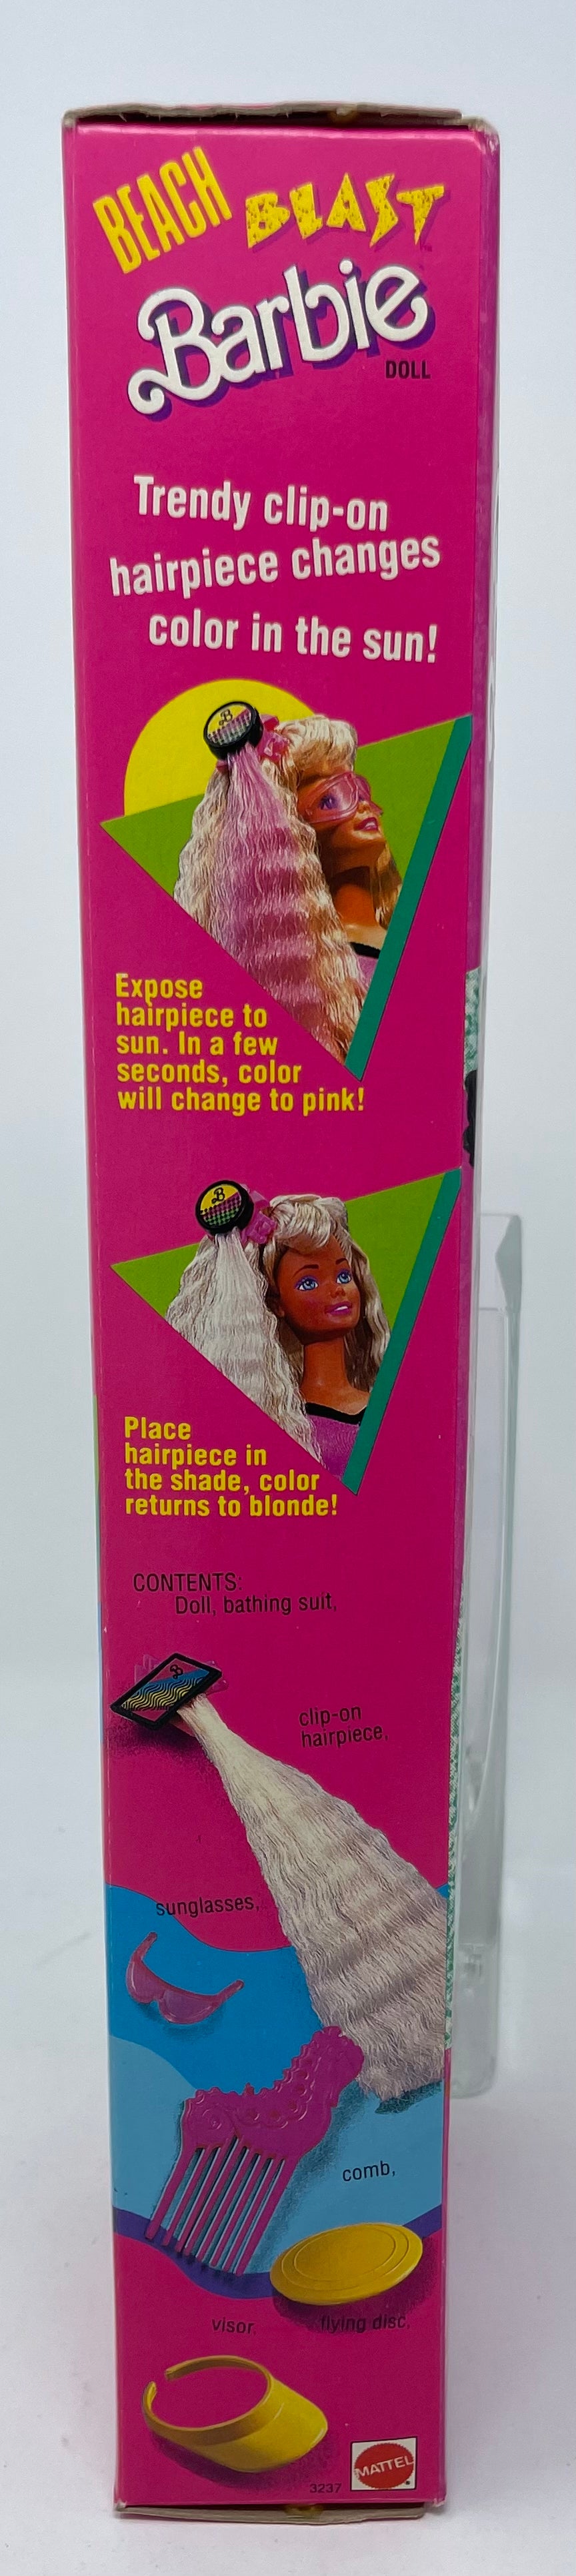 BEACH BLAST
Barbie
DOLL
Trendy clip-on
hairpiece changes
color in the sun!
B
Expose
hairpiece to
sun. In a few
seconds, color
will change to pink!
B
Place
hairpiece in
the shade, color
returns to blonde!
CONTENTS:
Doll, bathing suit,
B
clip-on
hairpiece,
sunglasses,
comb,
visor, flying disc,
MATTEL
3237